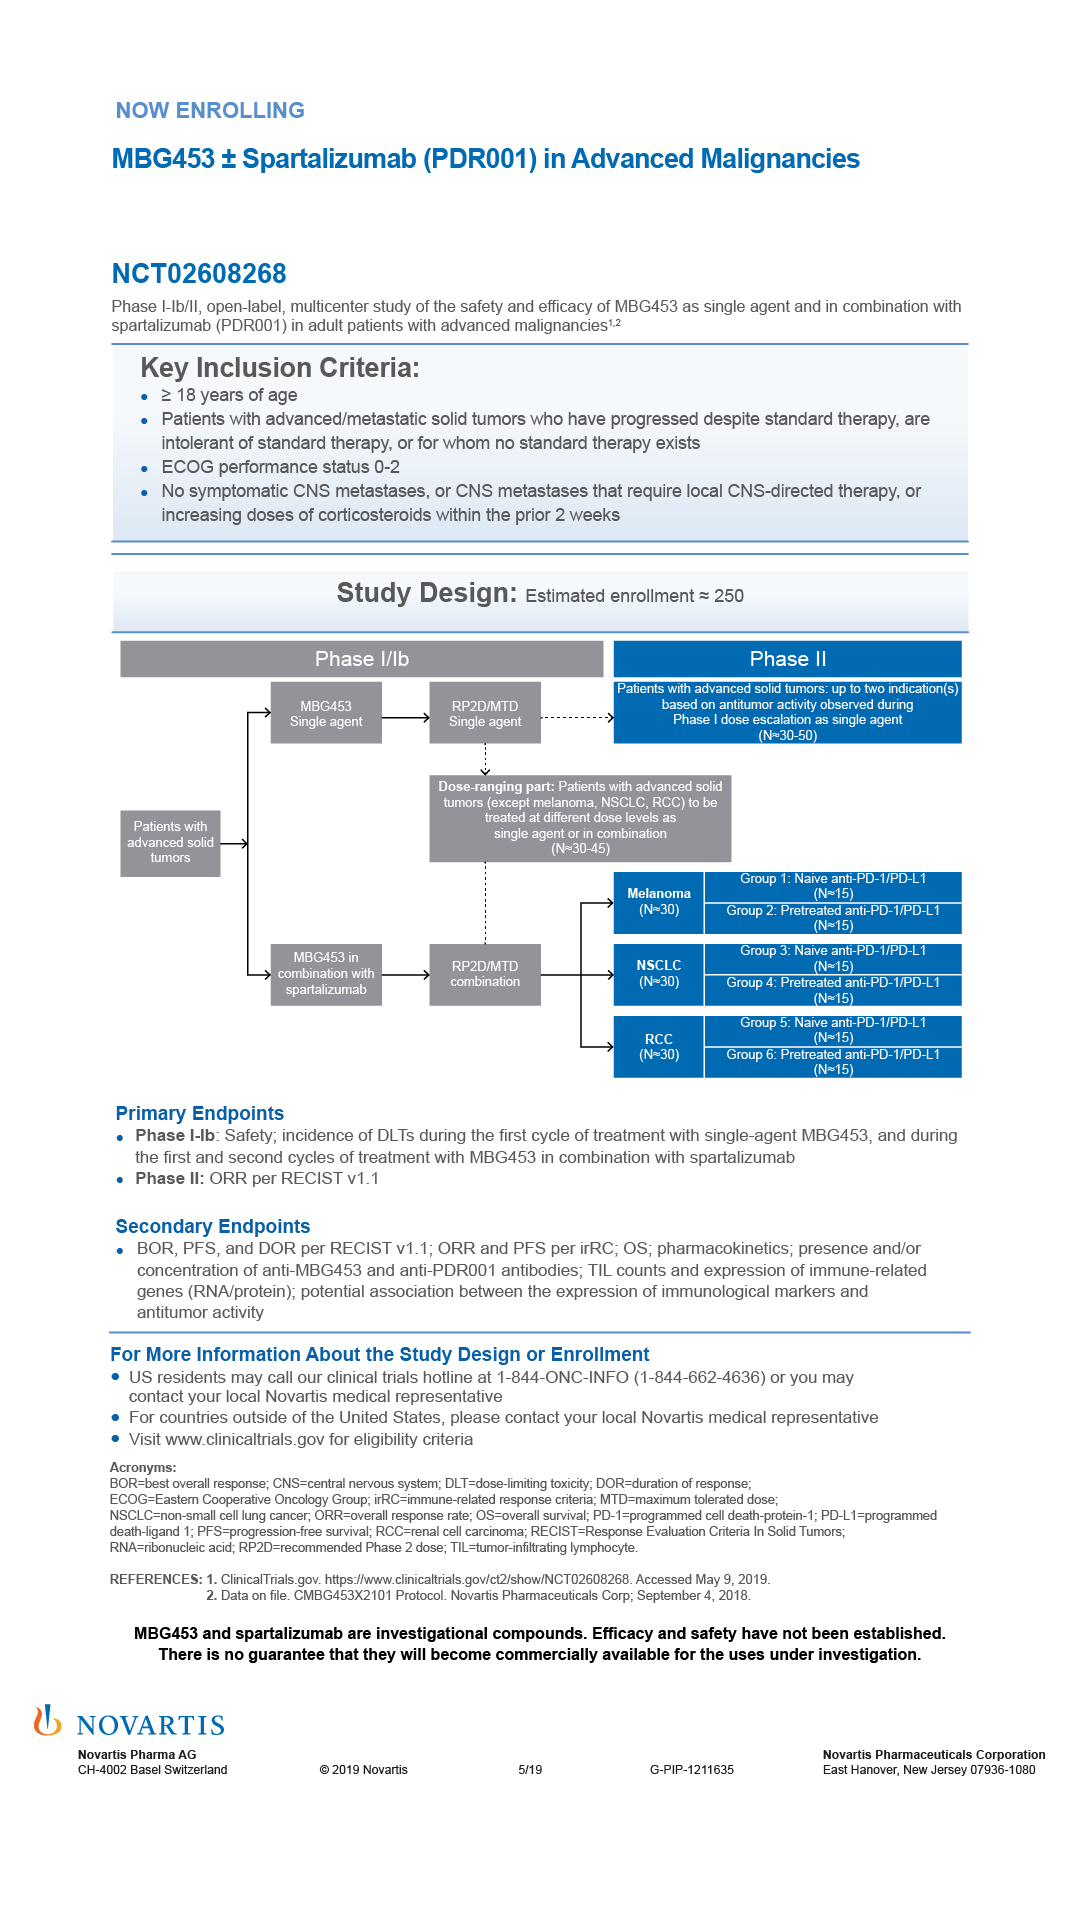 NOW ENROLLING
MBG453 ± Spartalizumab (PDR001) in Advanced Malignancies
NCT02608268
Phase I-Ib/II, open-label, multicenter study of the safety and efficacy of MBG453 as single agent and in combination with
spartalizumab (PDR001) in adult patients with advanced malignancies¹,²
Key Inclusion Criteria:
• ≥ 18 years of age
• Patients with advanced/metastatic solid tumors who have progressed despite standard therapy, are
intolerant of standard therapy, or for whom no standard therapy exists
• ECOG performance status 0-2
• No symptomatic CNS metastases, or CNS metastases that require local CNS-directed therapy, or
increasing doses of corticosteroids within the prior 2 weeks
Study Design: Estimated enrollment ≈ 250
Phase I/Ib
Phase II
MBG453
Single agent
RP2D/MTD
Single agent
Patients with advanced solid tumors: up to two indication(s)
based on antitumor activity observed during
Phase I dose escalation as single agent
(N≈30-50)
Dose-ranging part: Patients with advanced solid
tumors (except melanoma, NSCLC, RCC) to be
treated at different dose levels as
single agent or in combination
(N≈30-45)
Patients with
advanced solid
tumors
MBG453 in
combination with
spartalizumab
RP2D/MTD
combination
Melanoma
(N≈30)
Group 1: Naive anti-PD-1/PD-L1
(N≈15)
Group 2: Pretreated anti-PD-1/PD-L1
(N≈15)
NSCLC
(N≈30)
Group 3: Naive anti-PD-1/PD-L1
(N≈15)
Group 4: Pretreated anti-PD-1/PD-L1
(N≈15)
RCC
(N≈30)
Group 5: Naive anti-PD-1/PD-L1
(N≈15)
Group 6: Pretreated anti-PD-1/PD-L1
(N≈15)
Primary Endpoints
• Phase I-Ib: Safety; incidence of DLTs during the first cycle of treatment with single-agent MBG453, and during
the first and second cycles of treatment with MBG453 in combination with spartalizumab
• Phase II: ORR per RECIST v1.1
Secondary Endpoints
• BOR, PFS, and DOR per RECIST v1.1; ORR and PFS per irRC; OS; pharmacokinetics; presence and/or
concentration of anti-MBG453 and anti-PDR001 antibodies; TIL counts and expression of immune-related
genes (RNA/protein); potential association between the expression of immunological markers and
antitumor activity
For More Information About the Study Design or Enrollment
• US residents may call our clinical trials hotline at 1-844-ONC-INFO (1-844-662-4636) or you may
contact your local Novartis medical representative
• For countries outside of the United States, please contact your local Novartis medical representative
• Visit www.clinicaltrials.gov for eligibility criteria
Acronyms:
BOR=best overall response; CNS=central nervous system; DLT=dose-limiting toxicity; DOR=duration of response;
ECOG=Eastern Cooperative Oncology Group; irRC=immune-related response criteria; MTD=maximum tolerated dose;
NSCLC=non-small cell lung cancer; ORR=overall response rate; OS=overall survival; PD-1=programmed cell death-protein-1; PD-L1=programmed
death-ligand 1; PFS=progression-free survival; RCC=renal cell carcinoma; RECIST=Response Evaluation Criteria In Solid Tumors;
RNA=ribonucleic acid; RP2D=recommended Phase 2 dose; TIL=tumor-infiltrating lymphocyte.
REFERENCES: 1. ClinicalTrials.gov. https://www.clinicaltrials.gov/ct2/show/NCT02608268. Accessed May 9, 2019.
2. Data on file. CMBG453X2101 Protocol. Novartis Pharmaceuticals Corp; September 4, 2018.
MBG453 and spartalizumab are investigational compounds. Efficacy and safety have not been established.
There is no guarantee that they will become commercially available for the uses under investigation.
NOVARTIS
Novartis Pharma AG
CH-4002 Basel Switzerland
© 2019 Novartis
5/19
G-PIP-1211635
Novartis Pharmaceuticals Corporation
East Hanover, New Jersey 07936-1080